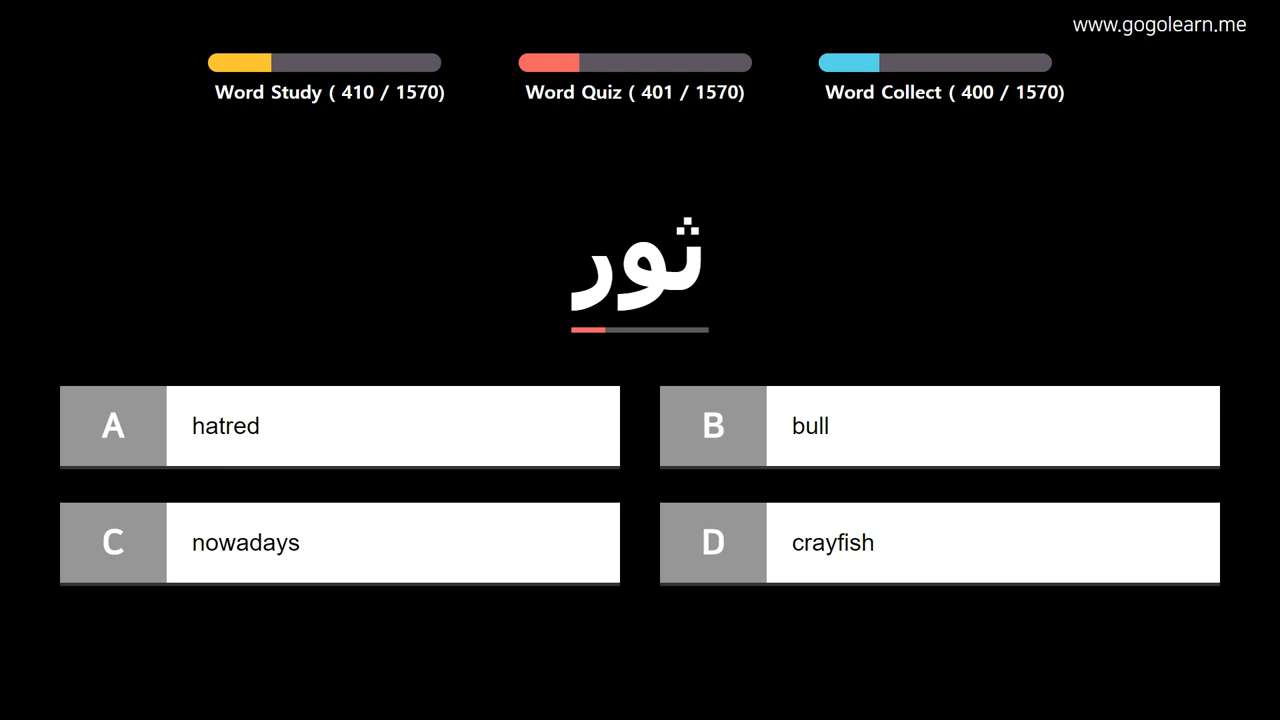 www.gogolearn.me
Word Study ( 410 / 1570)
Word Quiz ( 401 / 1570)
Word Collect ( 400 / 1570)
ثور
A
hatred
B
bull
C
nowadays
D
crayfish